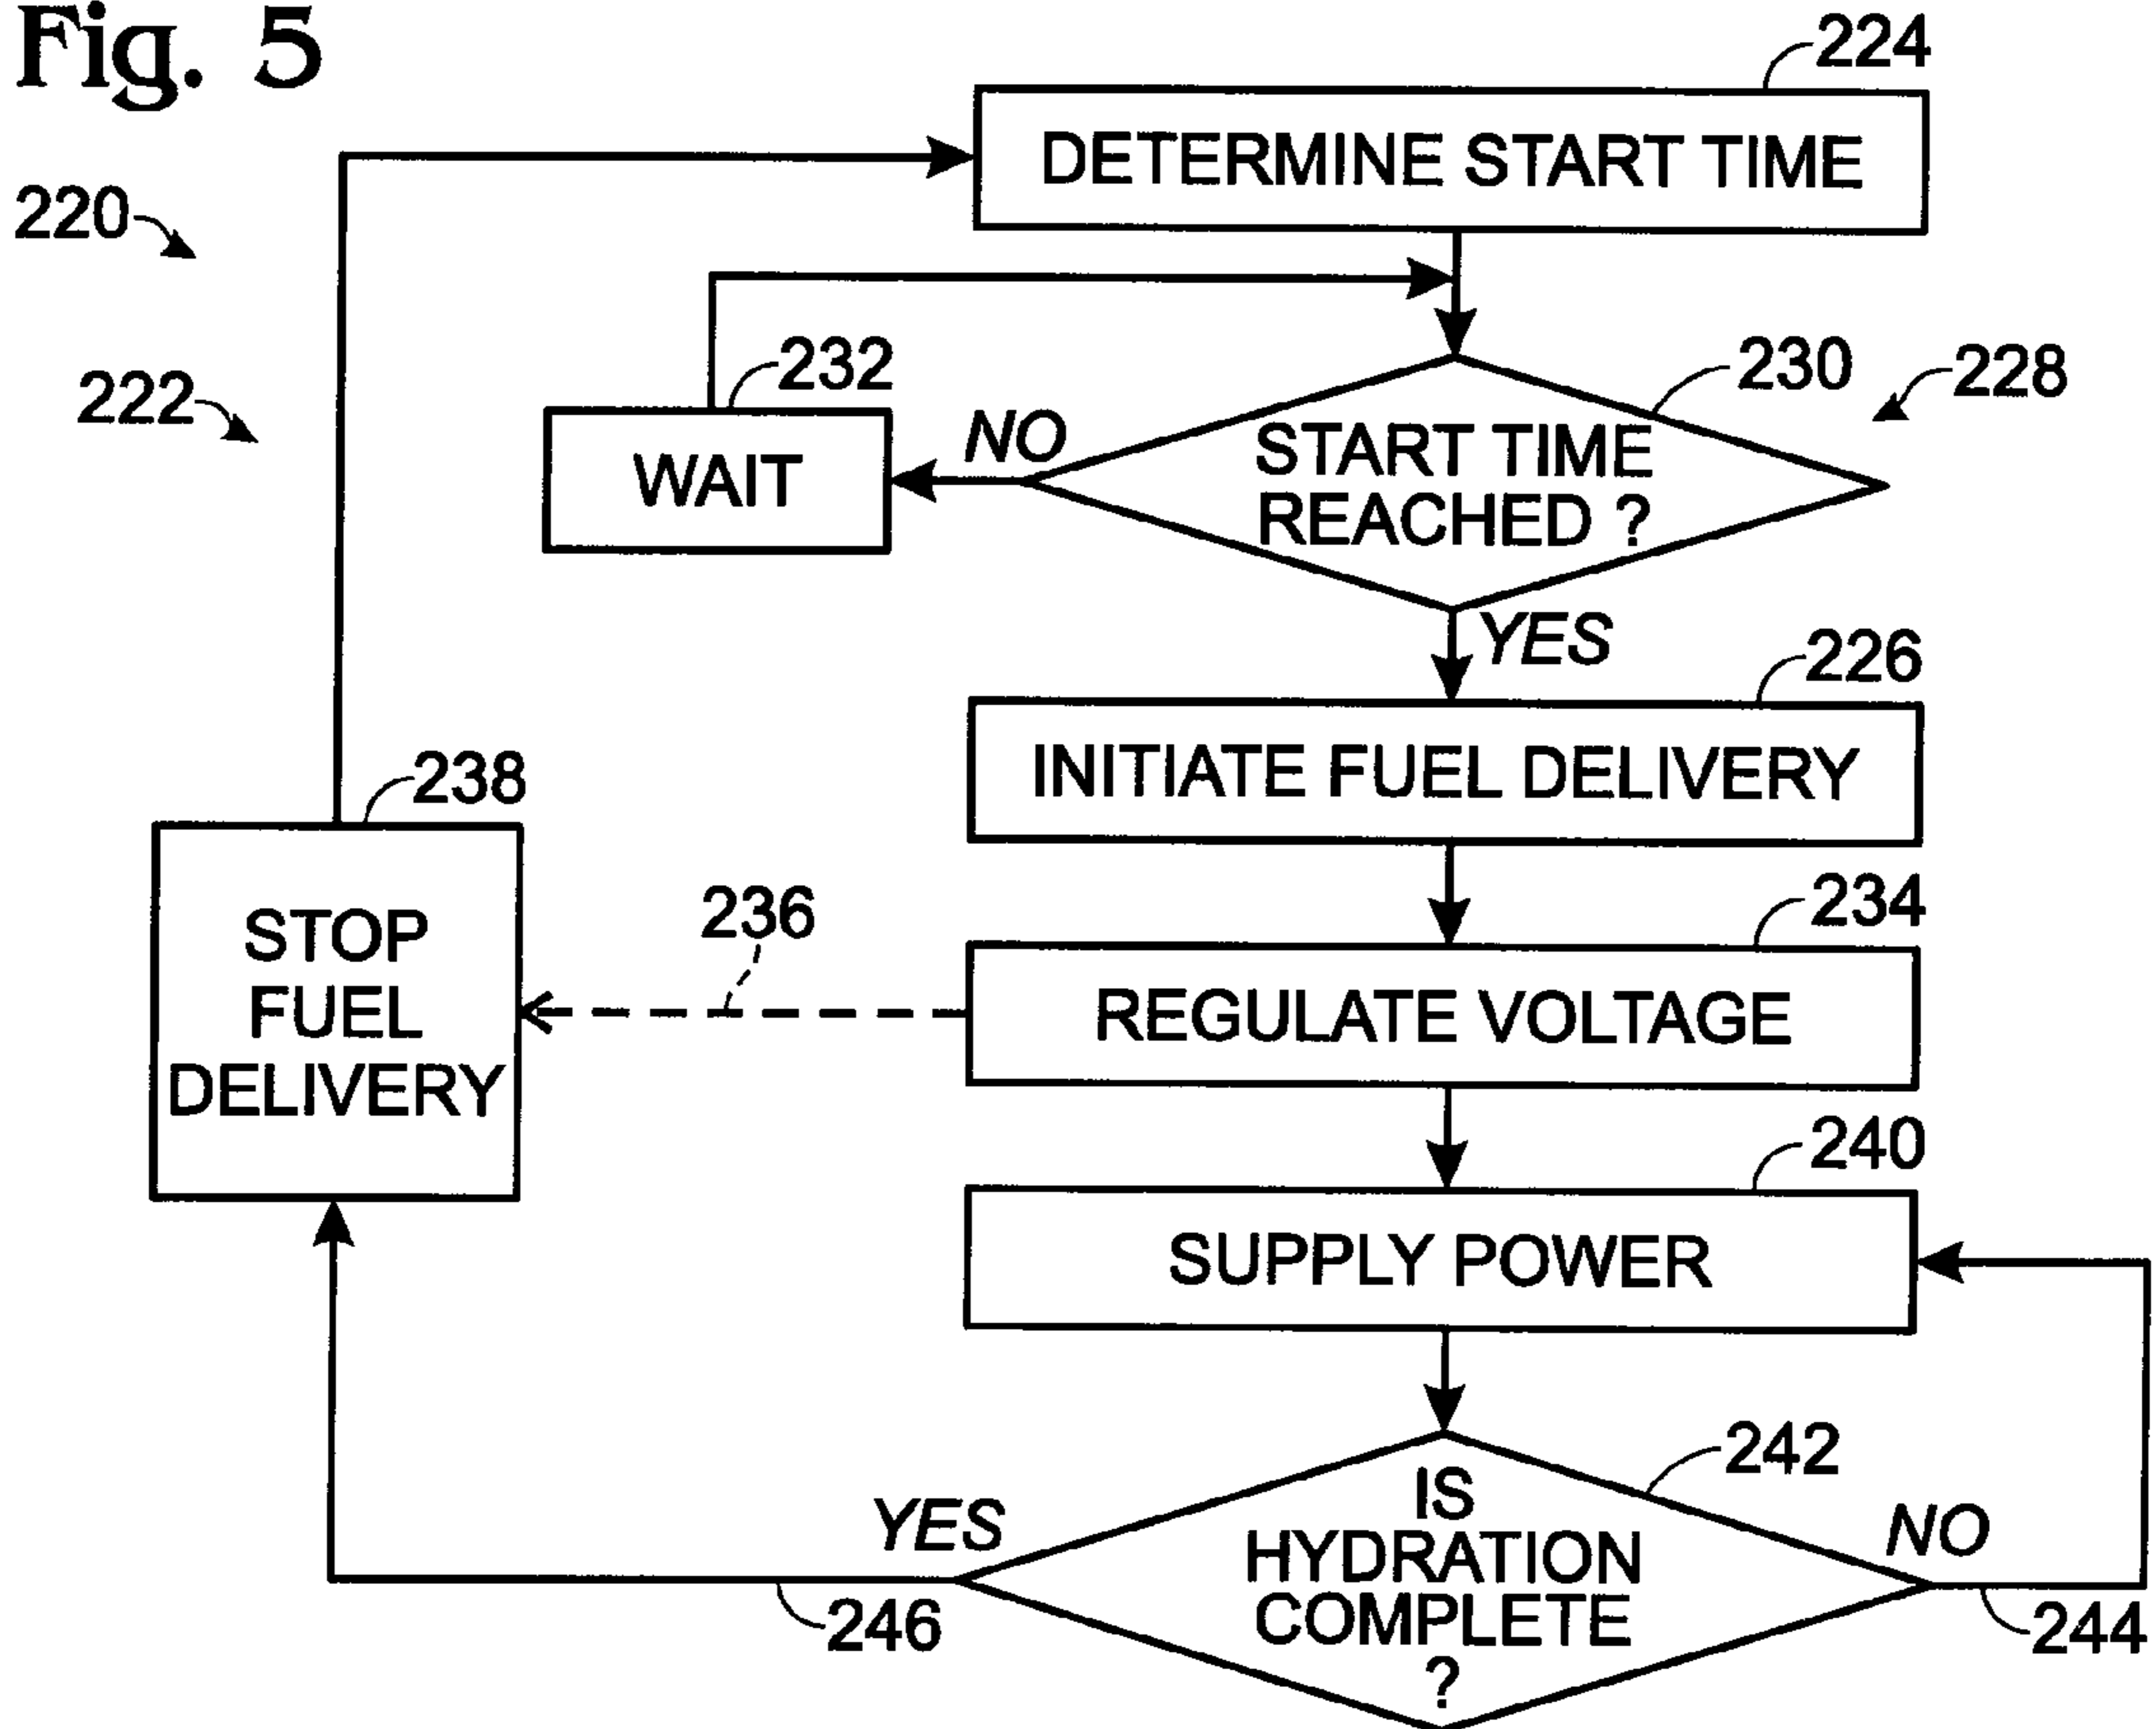 Fig. 5
224
DETERMINE START TIME
220
232
230
228
222
NO
START TIME
REACHED ?
WAIT
YES
226
INITIATE FUEL DELIVERY
238
234
236
STOP
FUEL
DELIVERY
REGULATE VOLTAGE
240
SUPPLY POWER
242
IS
HYDRATION
COMPLETE
?
YES
NO
246
244